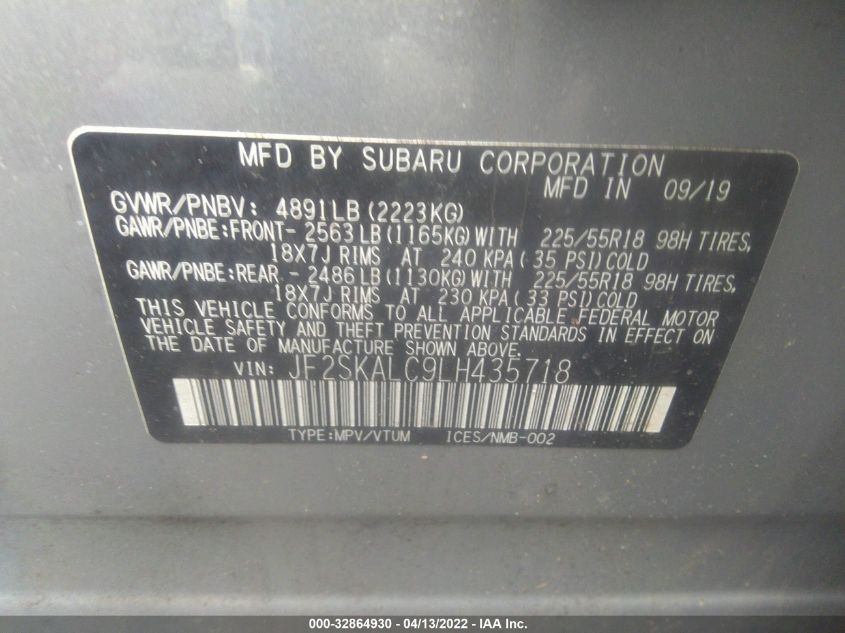 MFD BY SUBARU CORPORATION
MFD IN 09/19
GVWR/PNBV: 4891LB (2223KG)
GAWR/PNBE:FRONT- 2563LB (1165KG) WITH 225/55R18 98H TIRES,
18X7J RIMS AT 240 KPA ( 35 PSI) COLD
GAWR/PNBE:REAR - 2486LB (1130KG) WITH 225/55R18 98H TIRES,
18X7J RIMS AT 230 KPA ( 33 PSI) COLD
THIS VEHICLE CONFORMS TO ALL APPLICABLE FEDERAL MOTOR
VEHICLE SAFETY AND THEFT PREVENTION STANDARDS IN EFFECT ON
THE DATE OF MANUFACTURE SHOWN ABOVE.
VIN: JF2SKALC9LH435718
TYPE:MPV/VTUM ICES/NMB-002
000-32864930 - 04/13/2022 - IAA Inc.